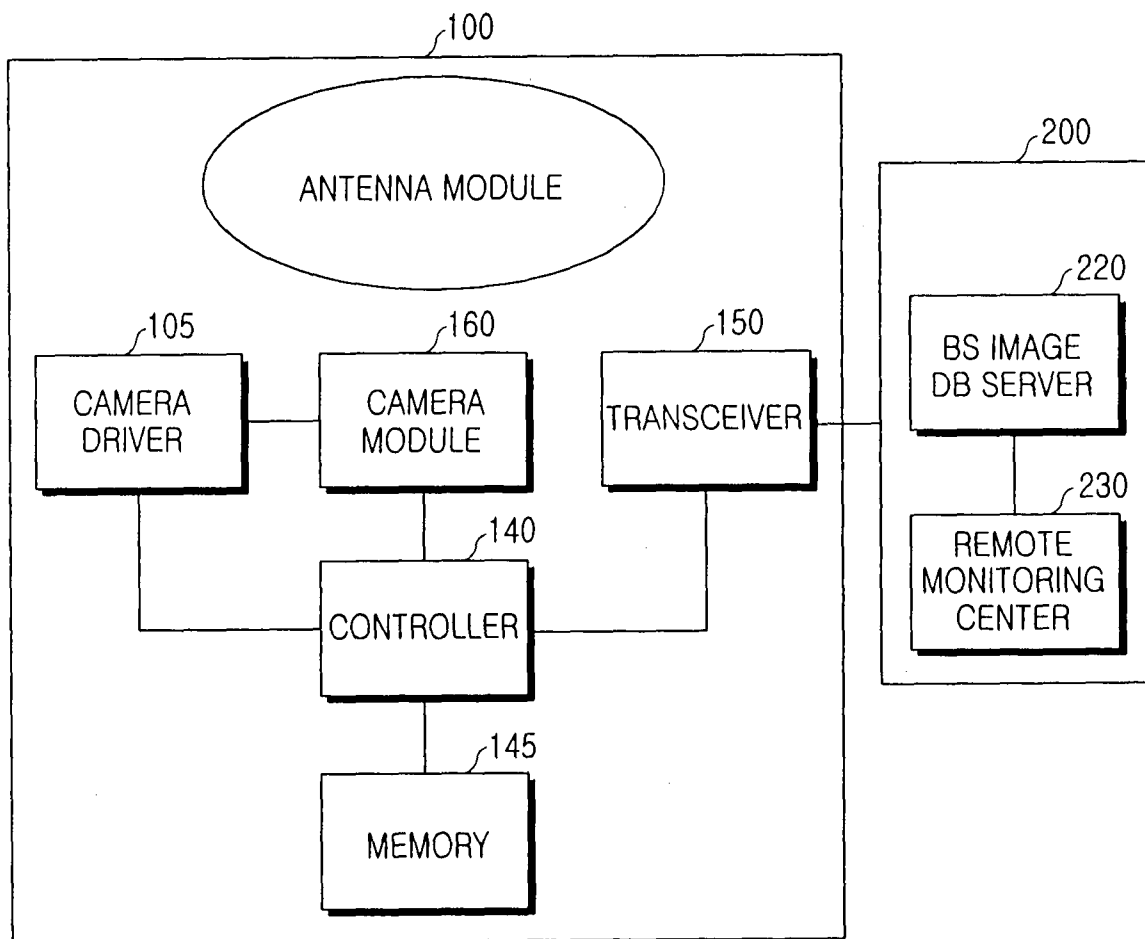 100
ANTENNA MODULE
200
105
160
150
220
CAMERA
DRIVER
CAMERA
MODULE
TRANSCEIVER
BS IMAGE
DB SERVER
140
230
CONTROLLER
REMOTE
MONITORING
CENTER
145
MEMORY